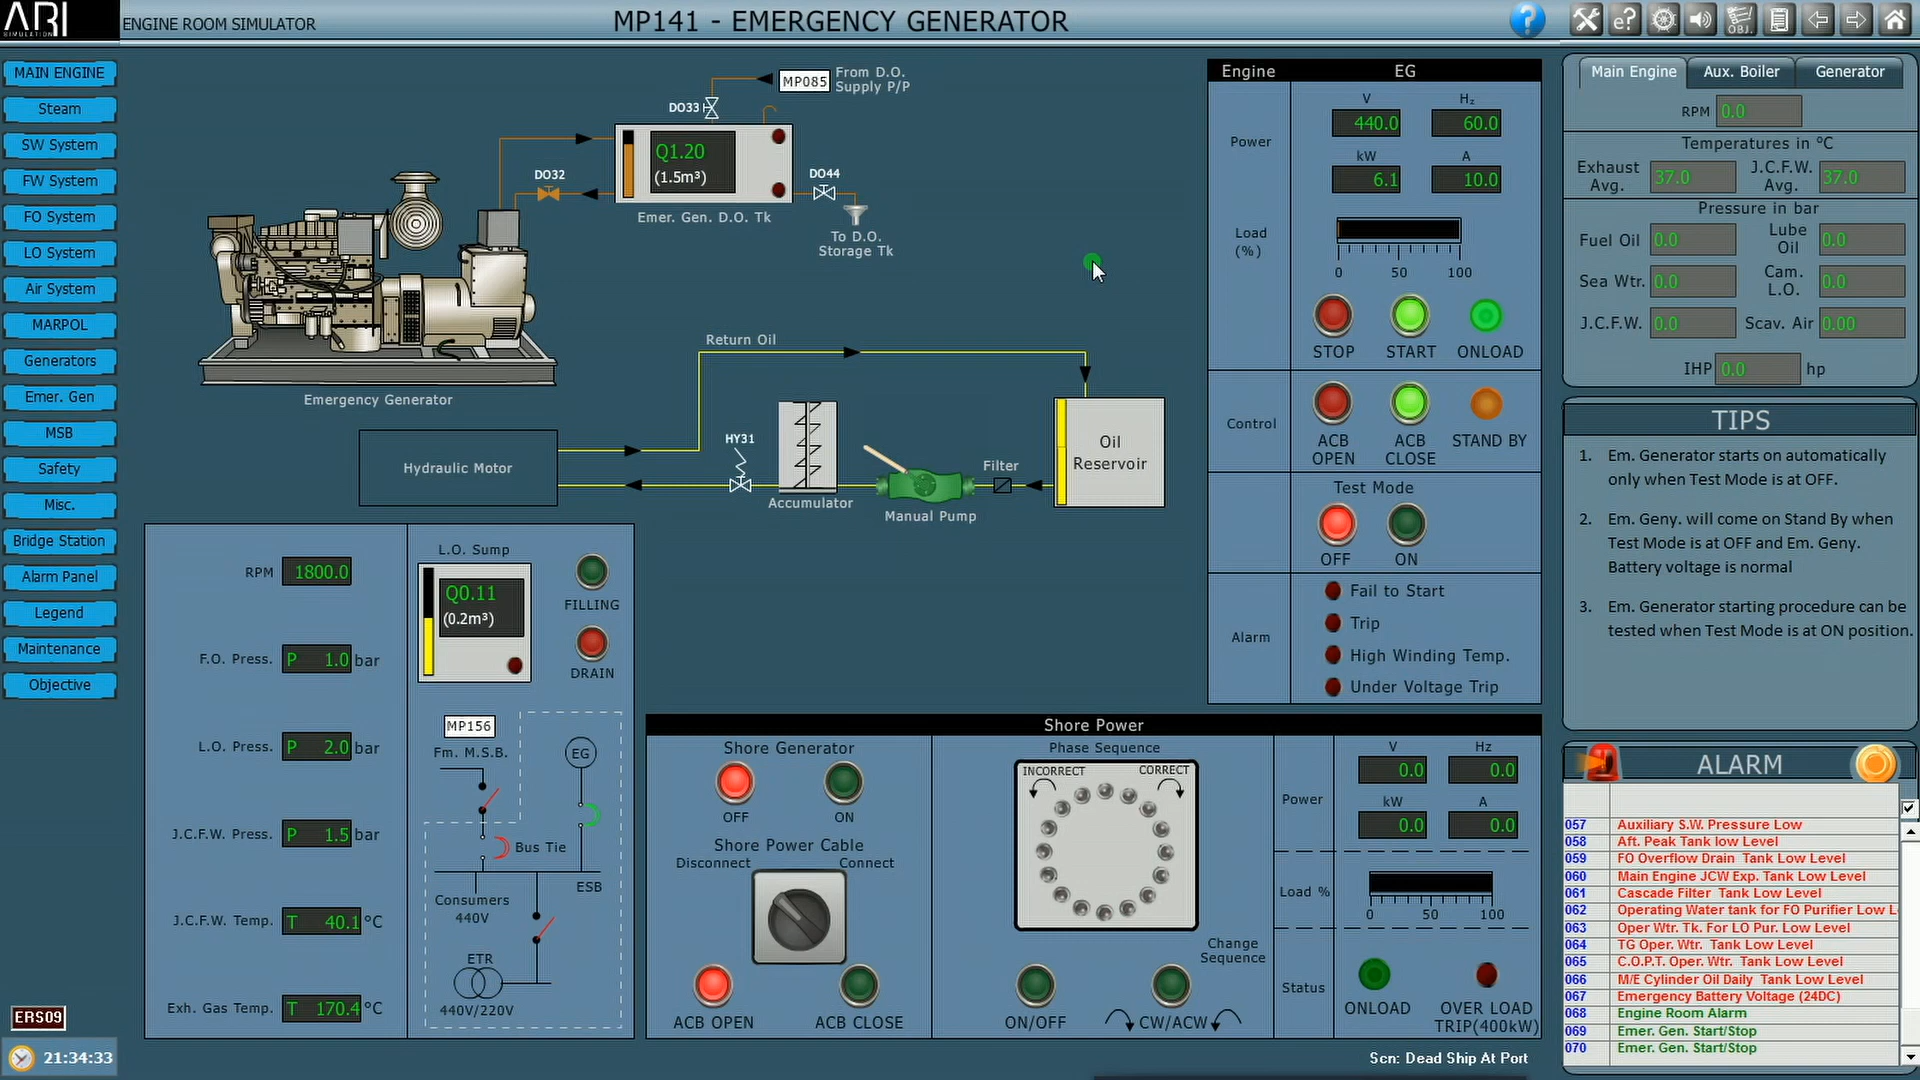 ARI
SIMULATION
ENGINE ROOM SIMULATOR
MP141 - EMERGENCY GENERATOR
?
e?
OBJ.
MAIN ENGINE
Steam
SW System
FW System
FO System
LO System
Air System
MARPOL
Generators
Emer. Gen
MSB
Safety
Misc.
Bridge Station
Alarm Panel
Legend
Maintenance
Objective
ERS09
21:34:33
MP085
From D.O.
Supply P/P
DO33
Q1.20
(1.5m³)
DO32
DO44
Emer. Gen. D.O. Tk
To D.O.
Storage Tk
Emergency Generator
Return Oil
Hydraulic Motor
HY31
Accumulator
Manual Pump
Filter
Oil
Reservoir
RPM 1800.0
F.O. Press. P 1.0 bar
L.O. Press. P 2.0 bar
J.C.F.W. Press. P 1.5 bar
J.C.F.W. Temp. T 40.1 °C
Exh. Gas Temp. T 170.4 °C
L.O. Sump
Q0.11
(0.2m³)
FILLING
DRAIN
MP156
Fm. M.S.B.
EG
Bus Tie
ESB
Consumers
440V
ETR
440V/220V
Engine EG
Power
V Hz
440.0 60.0
kW A
6.1 10.0
Load
(%)
0 50 100
STOP START ONLOAD
Control
ACB
OPEN
ACB
CLOSE
STAND BY
Test Mode
OFF ON
Alarm
Fail to Start
Trip
High Winding Temp.
Under Voltage Trip
Shore Power
Shore Generator
OFF ON
Shore Power Cable
Disconnect Connect
ACB OPEN ACB CLOSE
Phase Sequence
INCORRECT CORRECT
Change
Sequence
ON/OFF CW/ACW
Power
V Hz
0.0 0.0
kW A
0.0 0.0
Load %
0 50 100
Status
ONLOAD
OVER LOAD
TRIP(400kW)
Scn: Dead Ship At Port
Main Engine Aux. Boiler Generator
RPM 0.0
Temperatures in °C
Exhaust
Avg. 37.0
J.C.F.W.
Avg. 37.0
Pressure in bar
Fuel Oil 0.0
Lube
Oil 0.0
Sea Wtr. 0.0
Cam.
L.O. 0.0
J.C.F.W. 0.0
Scav. Air 0.00
IHP 0.0 hp
TIPS
1. Em. Generator starts on automatically
only when Test Mode is at OFF.
2. Em. Geny. will come on Stand By when
Test Mode is at OFF and Em. Geny.
Battery voltage is normal
3. Em. Generator starting procedure can be
tested when Test Mode is at ON position.
ALARM
057 Auxiliary S.W. Pressure Low
058 Aft. Peak Tank low Level
059 FO Overflow Drain Tank Low Level
060 Main Engine JCW Exp. Tank Low Level
061 Cascade Filter Tank Low Level
062 Operating Water tank for FO Purifier Low L
063 Oper Wtr. Tk. For LO Pur. Low Level
064 TG Oper. Wtr. Tank Low Level
065 C.O.P.T. Oper. Wtr. Tank Low Level
066 M/E Cylinder Oil Daily Tank Low Level
067 Emergency Battery Voltage (24DC)
068 Engine Room Alarm
069 Emer. Gen. Start/Stop
070 Emer. Gen. Start/Stop